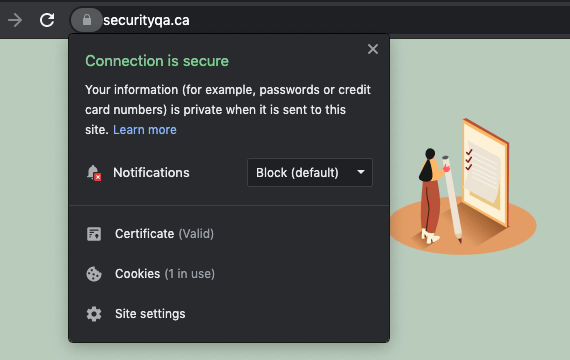 securityqa.ca
Connection is secure
Your information (for example, passwords or credit
card numbers) is private when it is sent to this
site. Learn more
Notifications
Block (default)
Certificate (Valid)
Cookies (1 in use)
Site settings